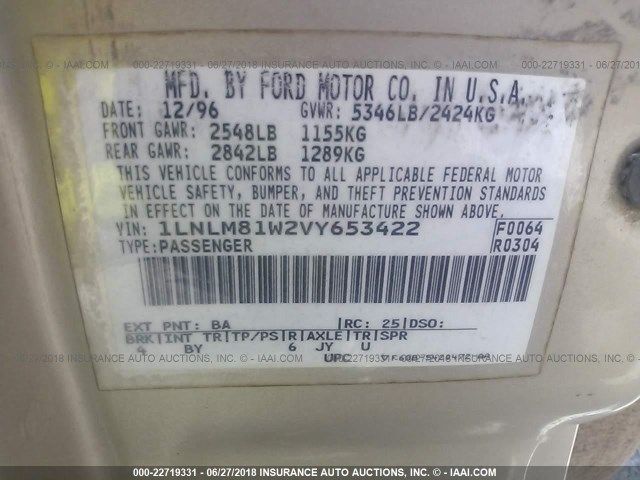 000-22719331 - 06/27/2018 INSURANCE AUTO AUCTIONS INC. - IAAI.COM
MFD. BY FORD MOTOR CO. IN U.S.A.
DATE: 12/96 GVWR: 5346LB/2424KG
FRONT GAWR: 2548LB 1155KG
REAR GAWR: 2842LB 1289KG
THIS VEHICLE CONFORMS TO ALL APPLICABLE FEDERAL MOTOR
VEHICLE SAFETY, BUMPER, AND THEFT PREVENTION STANDARDS
IN EFFECT ON THE DATE OF MANUFACTURE SHOWN ABOVE.
VIN: 1LNLM81W2VY653422 F0064
TYPE: PASSENGER R0304
EXT PNT: BA RC: 25 DSO:
BRK INT TR TP/PS R AXLE TR SPR
4 BY 6 JY U
UPC
000-22719331 - 06/27/2018 INSURANCE AUTO AUCTIONS INC. - IAAI.COM